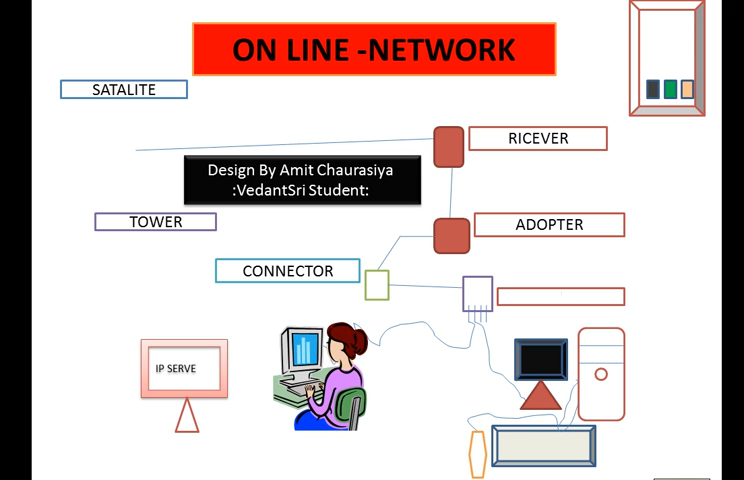 ON LINE -NETWORK
SATALITE
RICEVER
Design By Amit Chaurasiya
:VedantSri Student:
TOWER
ADOPTER
CONNECTOR
IP SERVE